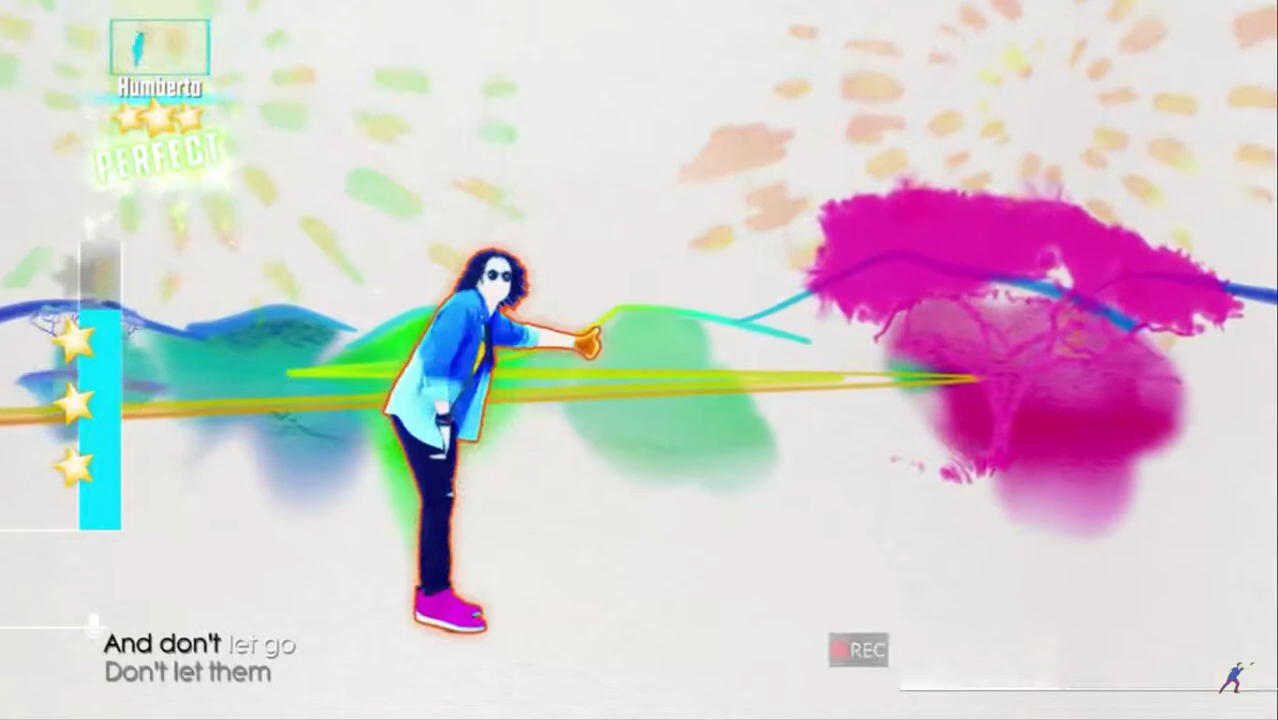 Humberto
PERFECT
And don't let go
Don't let them
REC